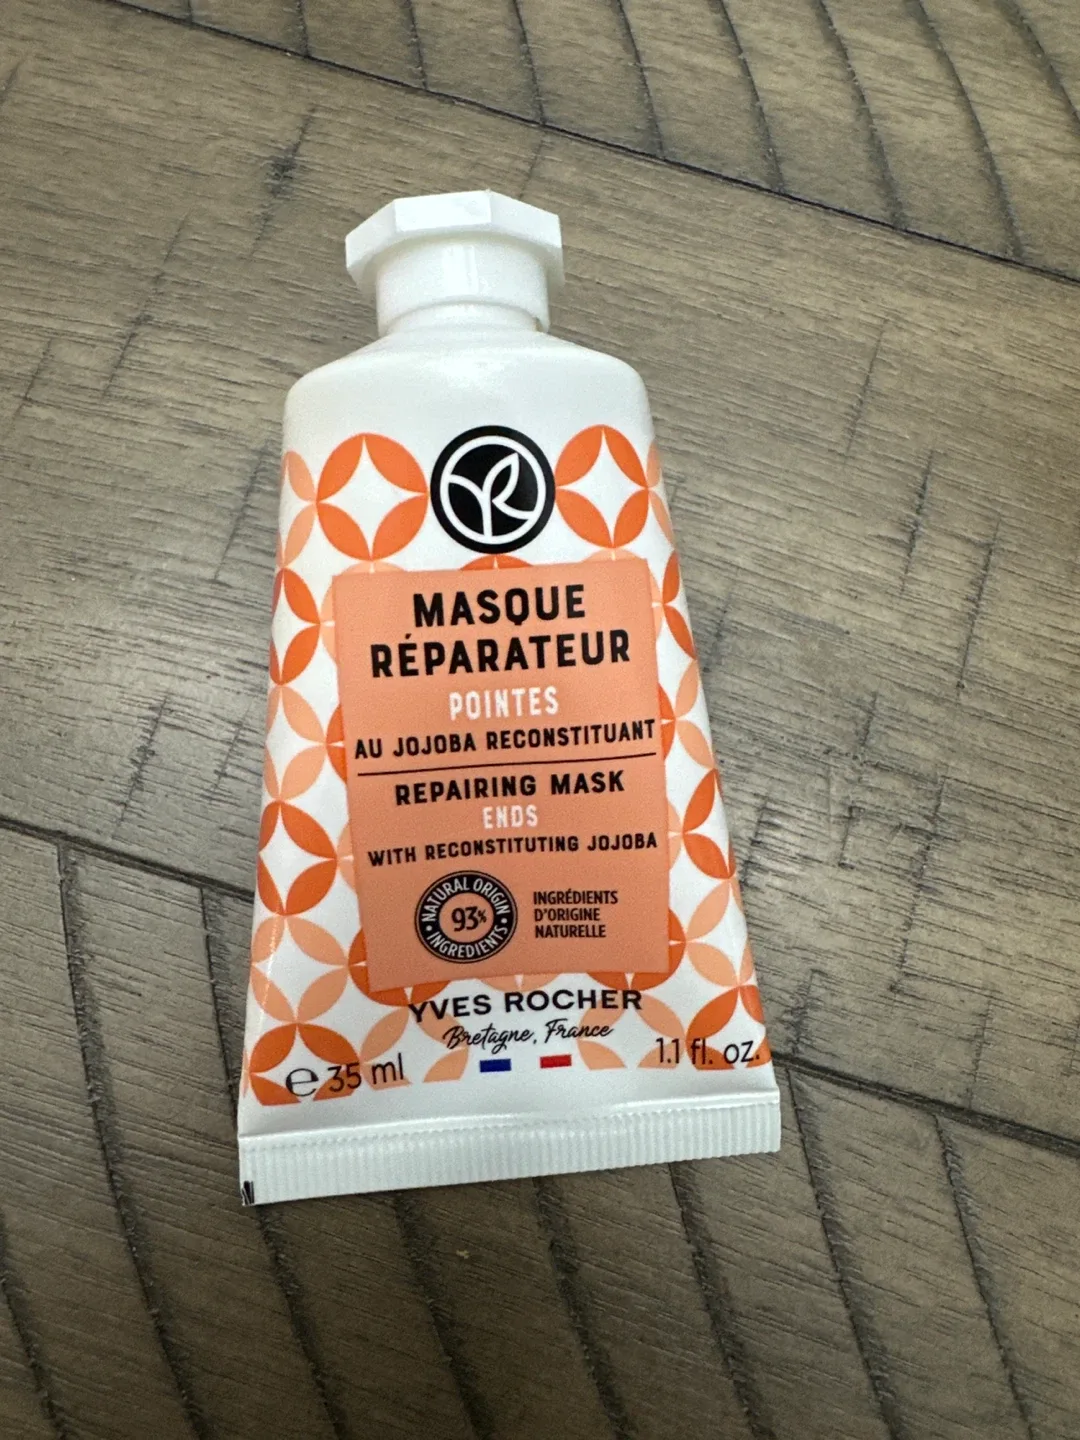 MASQUE
RÉPARATEUR
POINTES
AU JOJOBA RECONSTITUANT
REPAIRING MASK
ENDS
WITH RECONSTITUTING JOJOBA
NATURAL ORIGIN
93%
INGREDIENTS
INGRÉDIENTS
D'ORIGINE
NATURELLE
YVES ROCHER
Bretagne, France
e 35 ml 1.1 fl. oz.